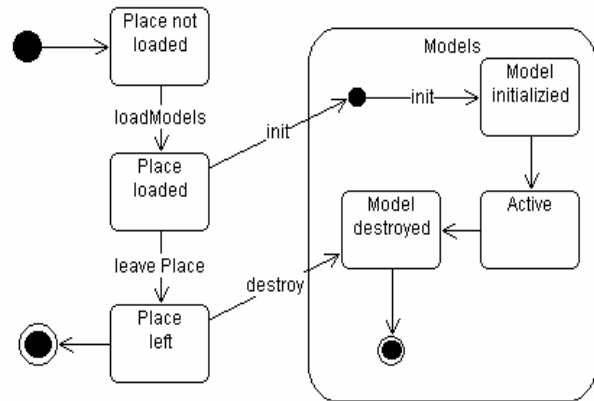 Place not
loaded
loadModels
Place
loaded
leave Place
Place
left
init
destroy
Models
init
Model
initializied
Active
Model
destroyed